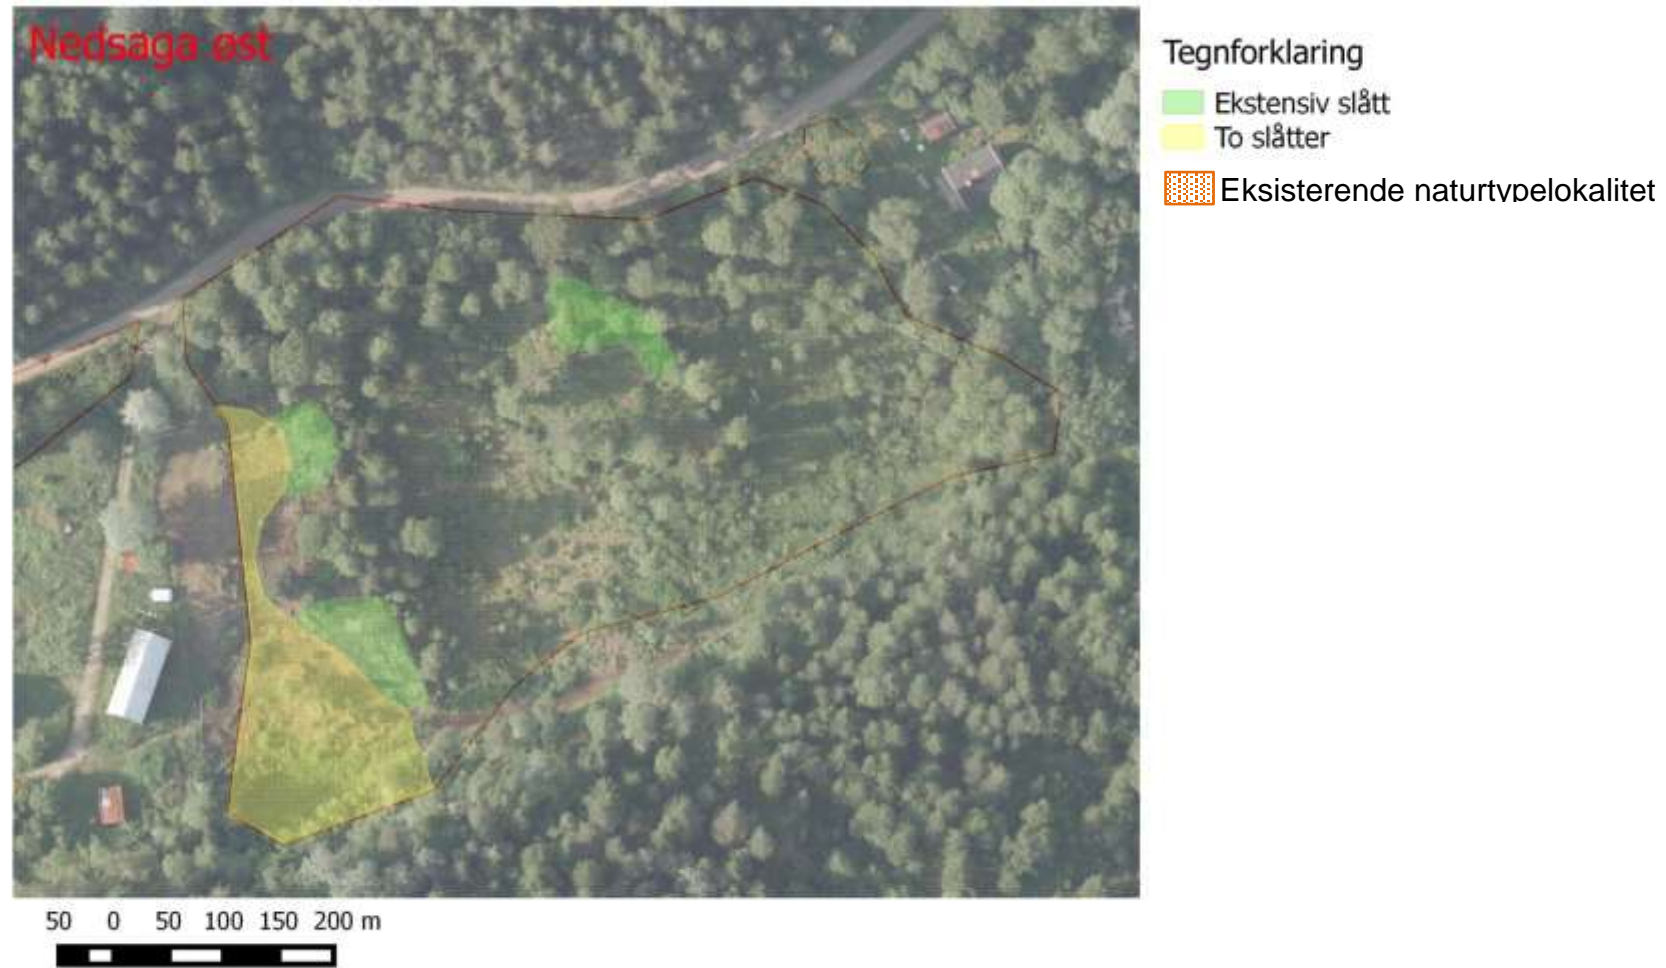 Nedsaga øst
Tegnforklaring
Ekstensiv slått
To slåtter
Eksisterende naturtypelokalitet
50 0 50 100 150 200 m